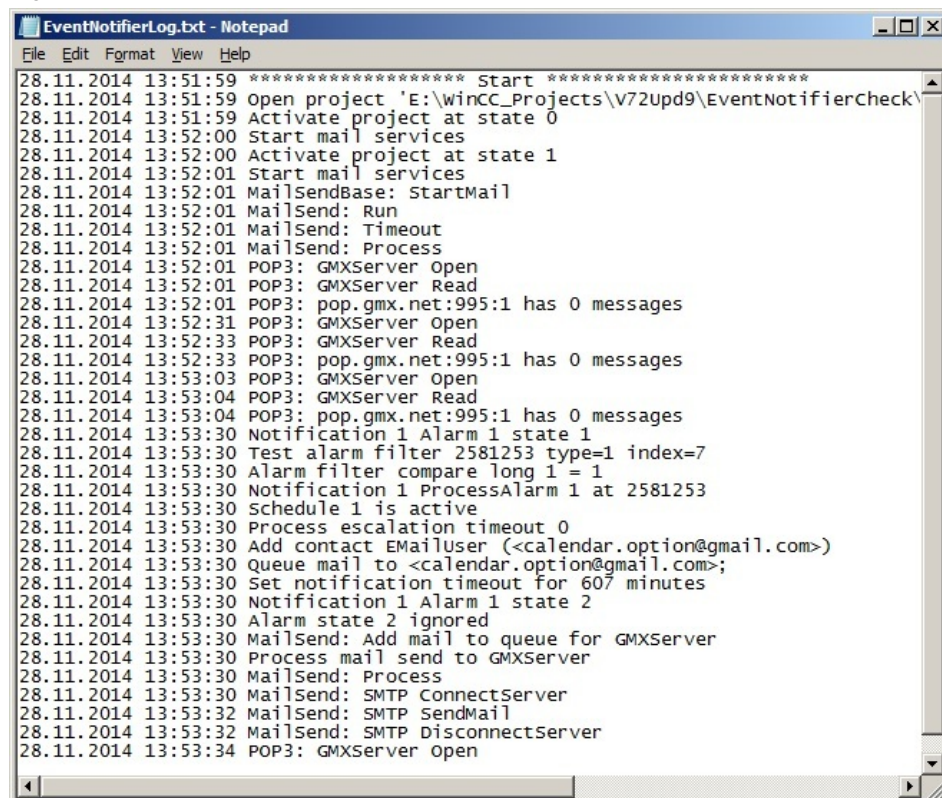 EventNotifierLog.txt - Notepad
File Edit Format View Help
28.11.2014 13:51:59 ******************* Start ***********************
28.11.2014 13:51:59 Open project 'E:\WinCC_Projects\V72Upd9\EventNotifierCheck\
28.11.2014 13:51:59 Activate project at state 0
28.11.2014 13:52:00 Start mail services
28.11.2014 13:52:00 Activate project at state 1
28.11.2014 13:52:01 Start mail services
28.11.2014 13:52:01 MailSendBase: StartMail
28.11.2014 13:52:01 MailSend: Run
28.11.2014 13:52:01 MailSend: Timeout
28.11.2014 13:52:01 MailSend: Process
28.11.2014 13:52:01 POP3: GMXServer Open
28.11.2014 13:52:01 POP3: GMXServer Read
28.11.2014 13:52:01 POP3: pop.gmx.net:995:1 has 0 messages
28.11.2014 13:52:31 POP3: GMXServer Open
28.11.2014 13:52:33 POP3: GMXServer Read
28.11.2014 13:52:33 POP3: pop.gmx.net:995:1 has 0 messages
28.11.2014 13:53:03 POP3: GMXServer Open
28.11.2014 13:53:04 POP3: GMXServer Read
28.11.2014 13:53:04 POP3: pop.gmx.net:995:1 has 0 messages
28.11.2014 13:53:30 Notification 1 Alarm 1 state 1
28.11.2014 13:53:30 Test alarm filter 2581253 type=1 index=7
28.11.2014 13:53:30 Alarm filter compare long 1 = 1
28.11.2014 13:53:30 Notification 1 ProcessAlarm 1 at 2581253
28.11.2014 13:53:30 Schedule 1 is active
28.11.2014 13:53:30 Process escalation timeout 0
28.11.2014 13:53:30 Add contact EMailUser (<calendar.option@gmail.com>)
28.11.2014 13:53:30 Queue mail to <calendar.option@gmail.com>;
28.11.2014 13:53:30 Set notification timeout for 607 minutes
28.11.2014 13:53:30 Notification 1 Alarm 1 state 2
28.11.2014 13:53:30 Alarm state 2 ignored
28.11.2014 13:53:30 MailSend: Add mail to queue for GMXServer
28.11.2014 13:53:30 Process mail send to GMXServer
28.11.2014 13:53:30 MailSend: Process
28.11.2014 13:53:30 MailSend: SMTP ConnectServer
28.11.2014 13:53:32 MailSend: SMTP SendMail
28.11.2014 13:53:32 MailSend: SMTP DisconnectServer
28.11.2014 13:53:34 POP3: GMXServer Open